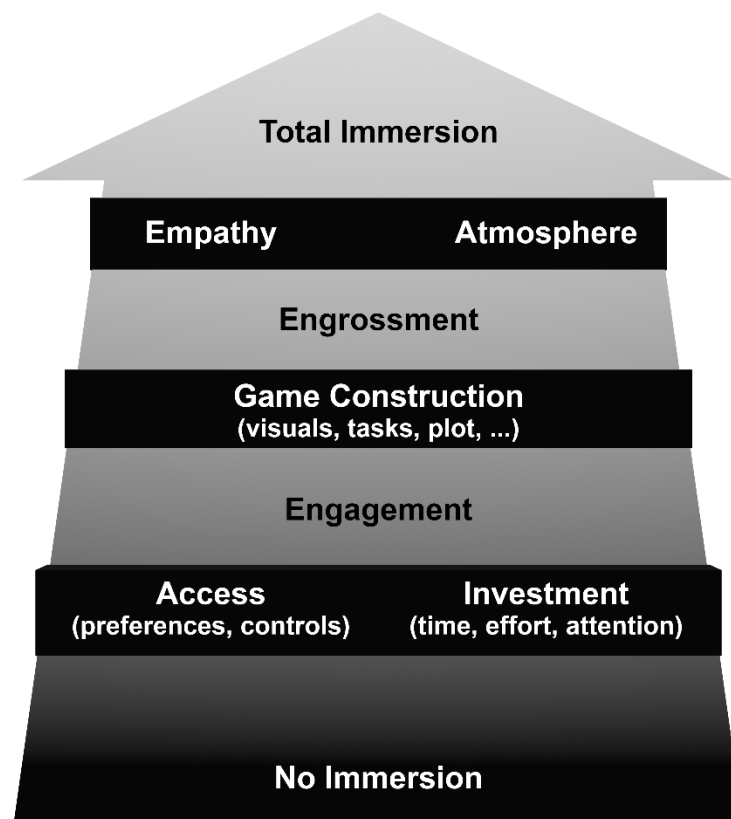 Total Immersion
Empathy Atmosphere
Engrossment
Game Construction
(visuals, tasks, plot, ...)
Engagement
Access Investment
(preferences, controls) (time, effort, attention)
No Immersion